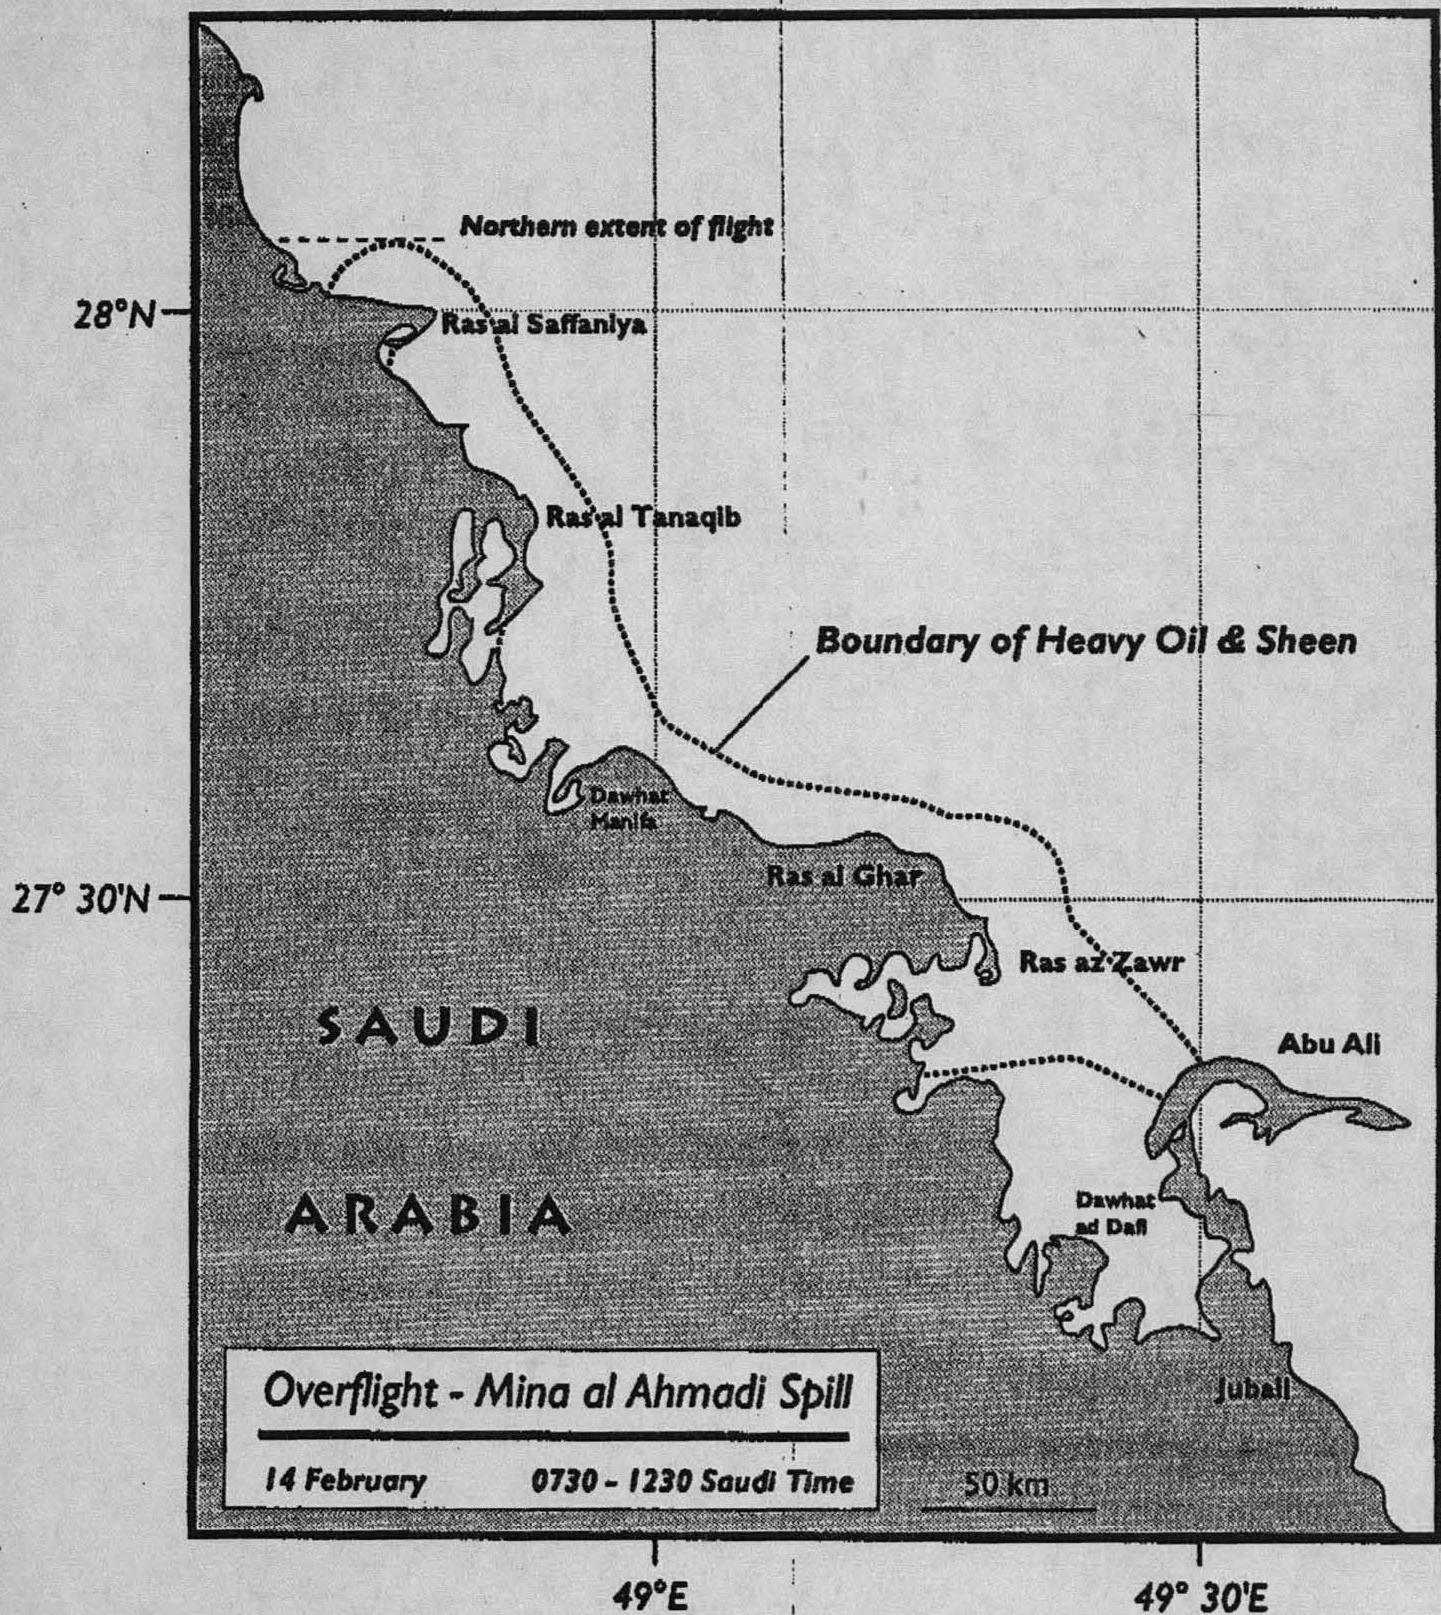 Northern extent of flight
28°N
Ras al Saffaniya
Ras al Tanaqib
Boundary of Heavy Oil & Sheen
Dawhat
Manifa
Ras al Ghar
27° 30'N
Ras az Zawr
SAUDI
Abu Ali
ARABIA
Dawhat
ad Dafi
Jubail
Overflight - Mina al Ahmadi Spill
14 February 0730 - 1230 Saudi Time
50 km
49°E
49° 30'E